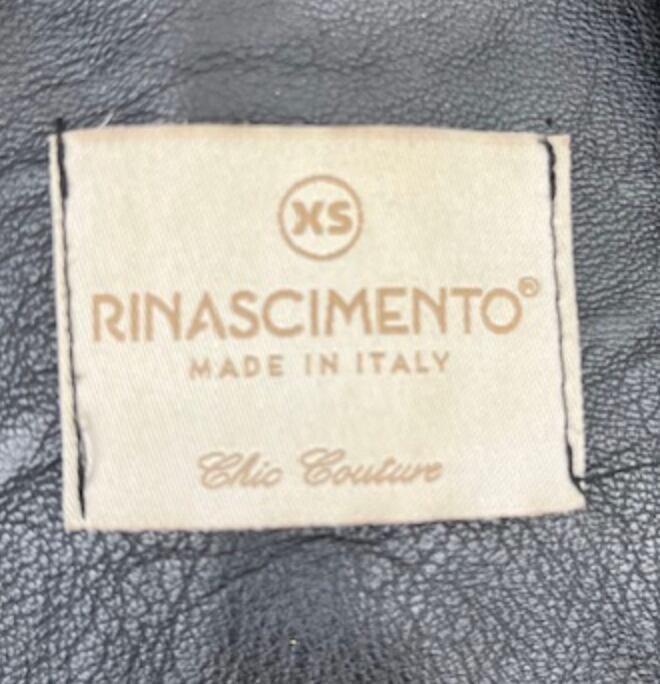 XS
RINASCIMENTO®
MADE IN ITALY
Chic Couture